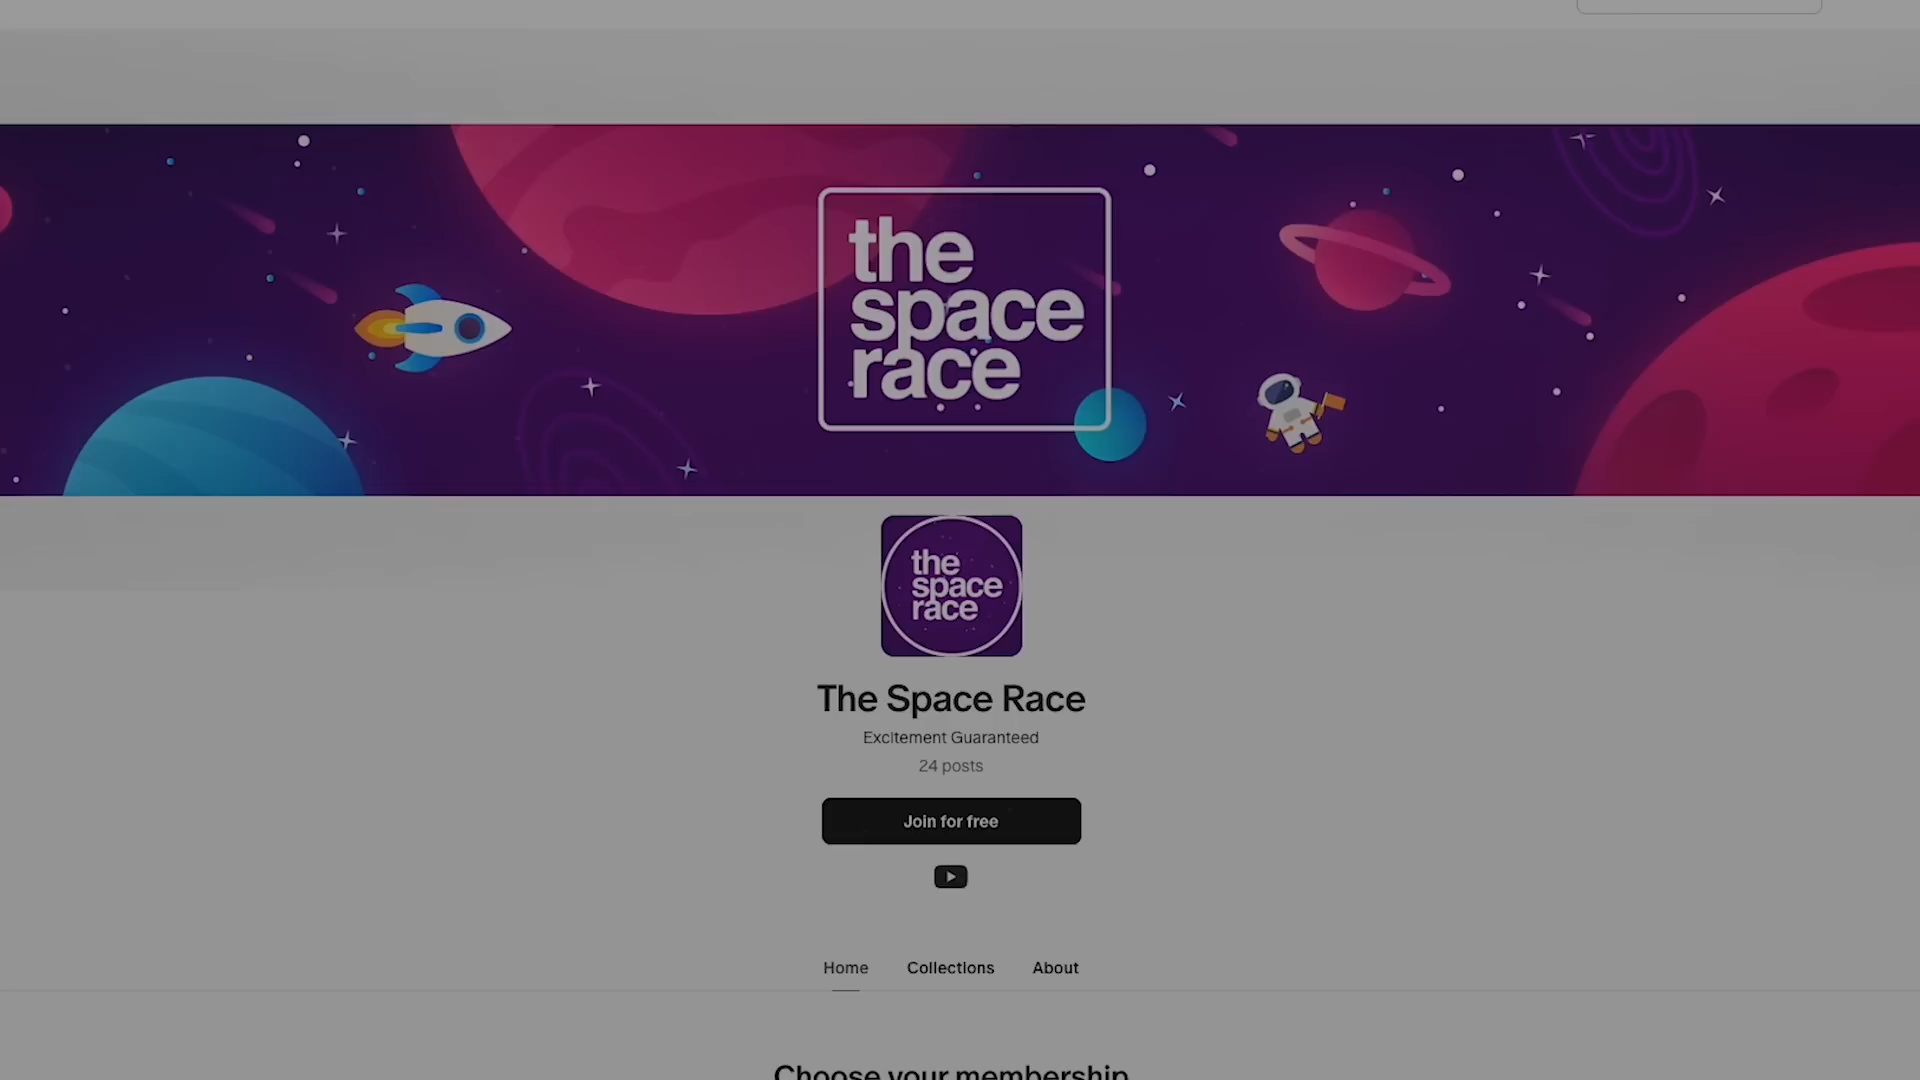 the
space
race
the
space
race
The Space Race
Excitement Guaranteed
24 posts
Join for free
Home Collections About
Choose your membership